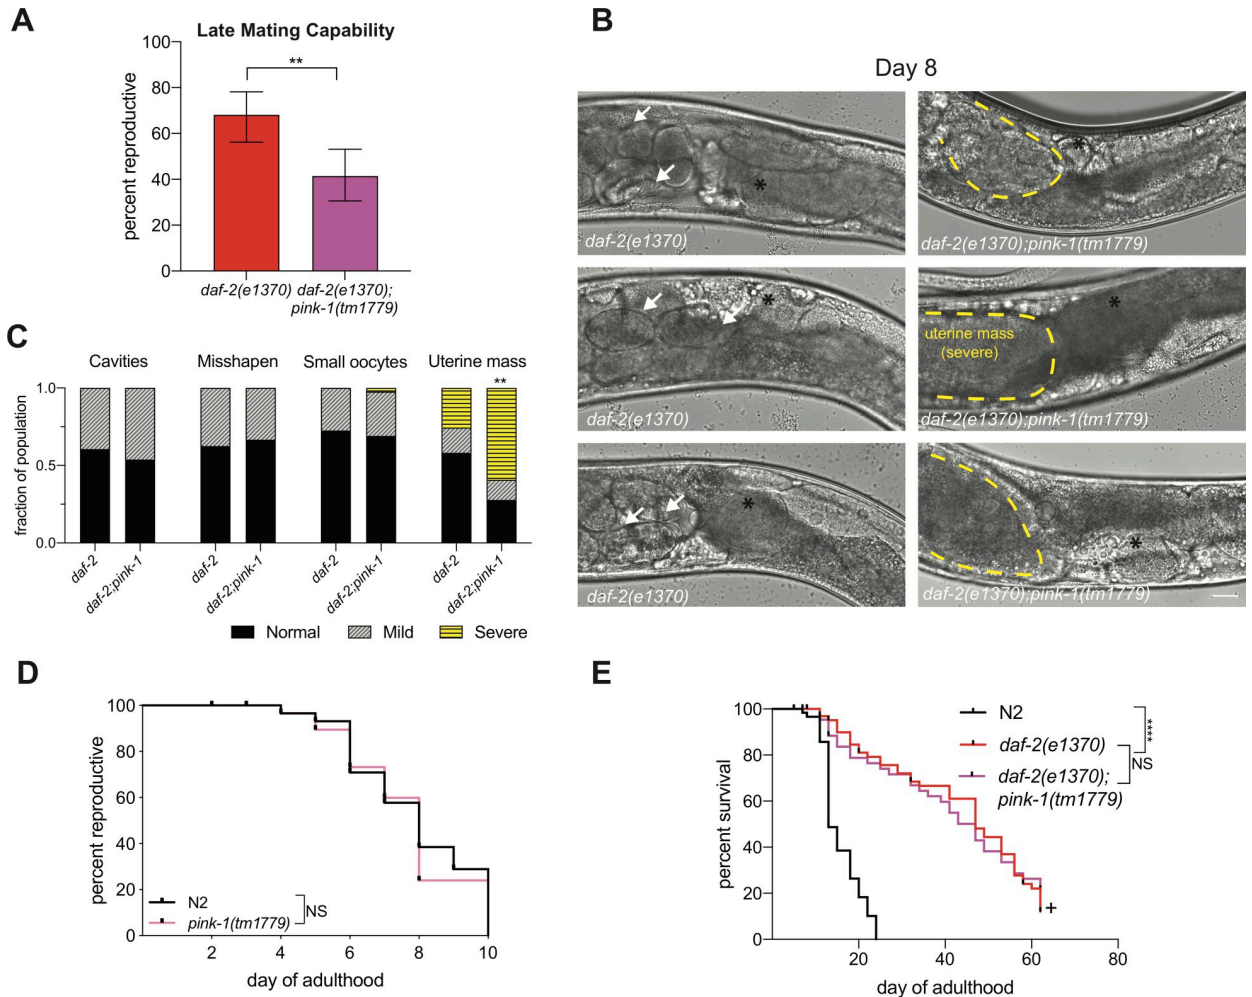 A
Late Mating Capability
100
80
60
40
20
0
percent reproductive
**
daf-2(e1370)
daf-2(e1370);
pink-1(tm1779)
B
Day 8
*
daf-2(e1370)
*
daf-2(e1370);pink-1(tm1779)
*
daf-2(e1370)
*
uterine mass
(severe)
daf-2(e1370);pink-1(tm1779)
*
daf-2(e1370)
*
daf-2(e1370);pink-1(tm1779)
C
Cavities
Misshapen
Small oocytes
Uterine mass
**
1.0
0.5
0.0
fraction of population
daf-2
daf-2;pink-1
daf-2
daf-2;pink-1
daf-2
daf-2;pink-1
daf-2
daf-2;pink-1
Normal
Mild
Severe
D
100
80
60
40
20
0
percent reproductive
N2
pink-1(tm1779)
NS
2
4
6
8
10
day of adulthood
E
100
80
60
40
20
0
percent survival
N2
daf-2(e1370)
daf-2(e1370);
pink-1(tm1779)
****
NS
+
20
40
60
80
day of adulthood